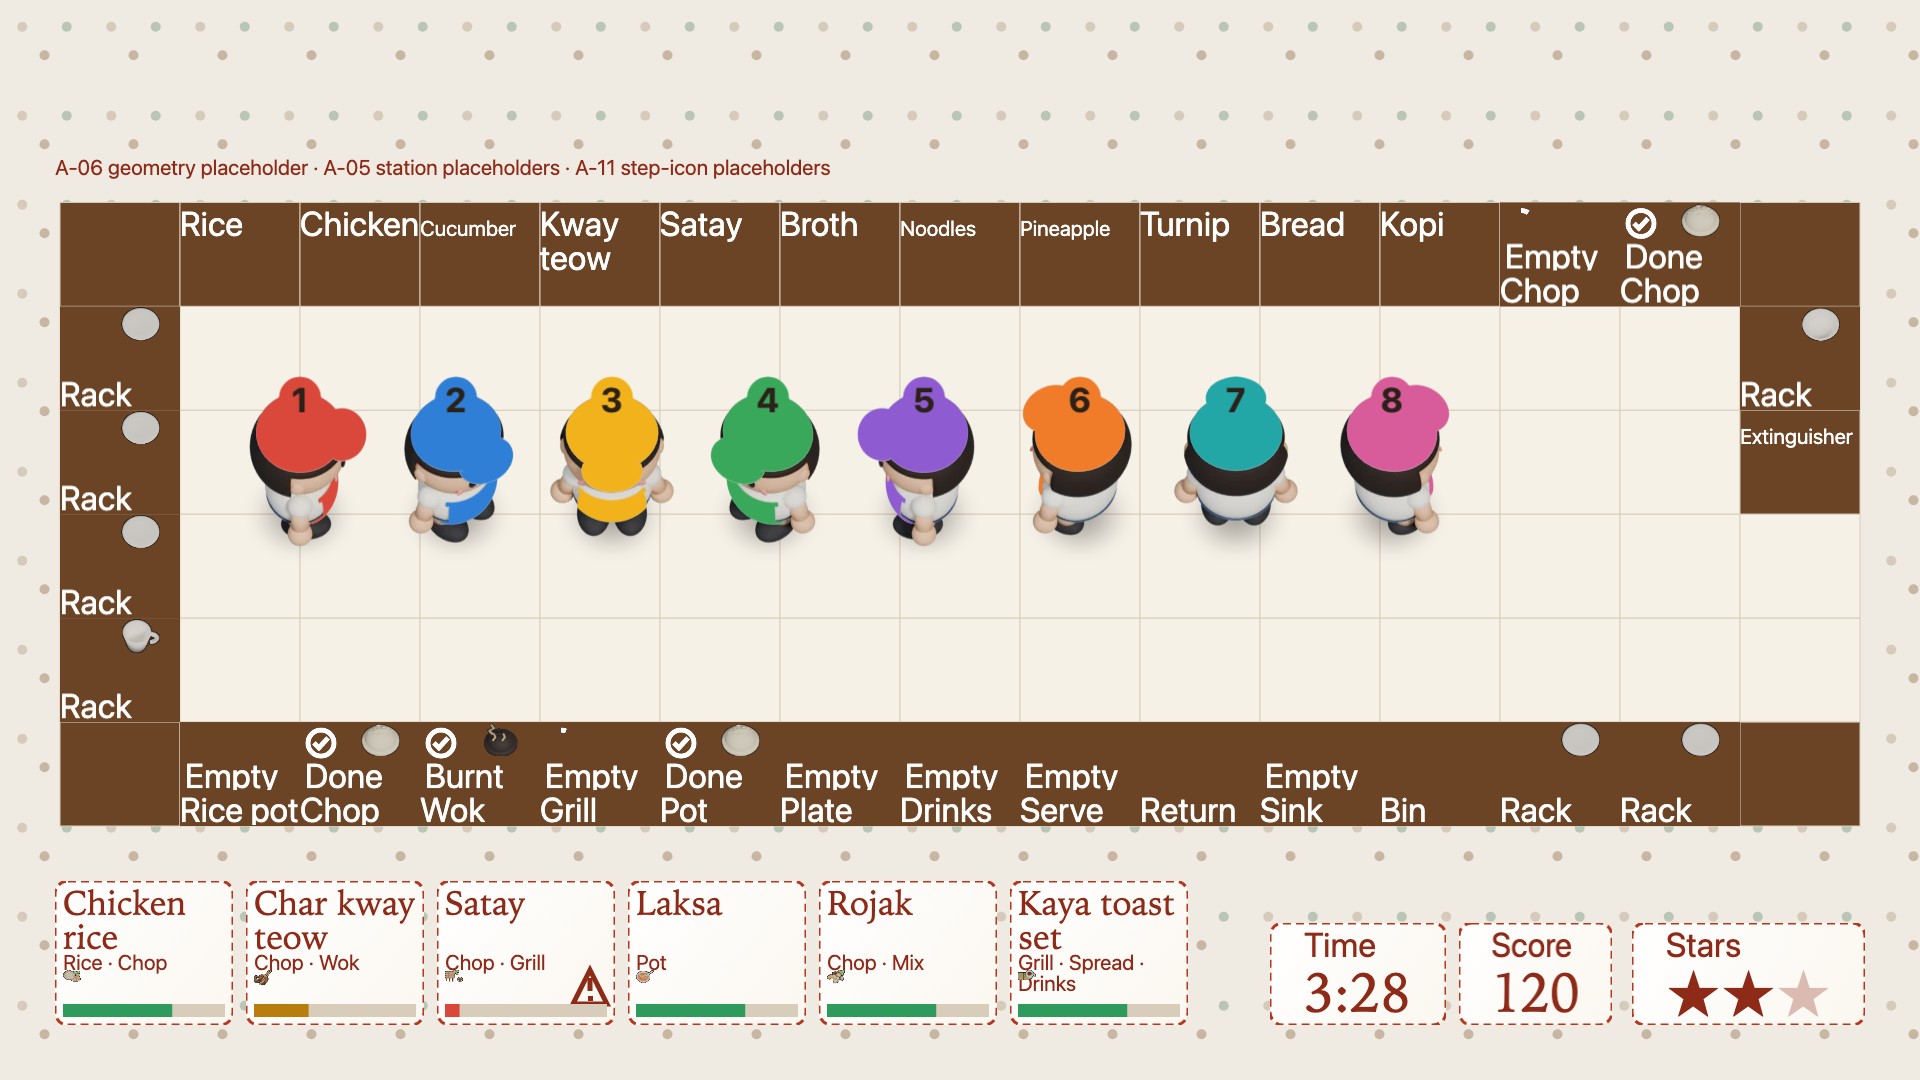 A-06 geometry placeholder · A-05 station placeholders · A-11 step-icon placeholders
Rice
Chicken
Cucumber
Kway
teow
Satay
Broth
Noodles
Pineapple
Turnip
Bread
Kopi
Empty
Chop
Done
Chop
Rack
Rack
Extinguisher
Rack
Rack
Rack
1
2
3
4
5
6
7
8
Empty
Rice pot
Done
Chop
Burnt
Wok
Empty
Grill
Done
Pot
Empty
Plate
Empty
Drinks
Empty
Serve
Return
Empty
Sink
Bin
Rack
Rack
Chicken
rice
Rice · Chop
Char kway
teow
Chop · Wok
Satay
Chop · Grill
Laksa
Pot
Rojak
Chop · Mix
Kaya toast
set
Grill · Spread ·
Drinks
Time
3:28
Score
120
Stars